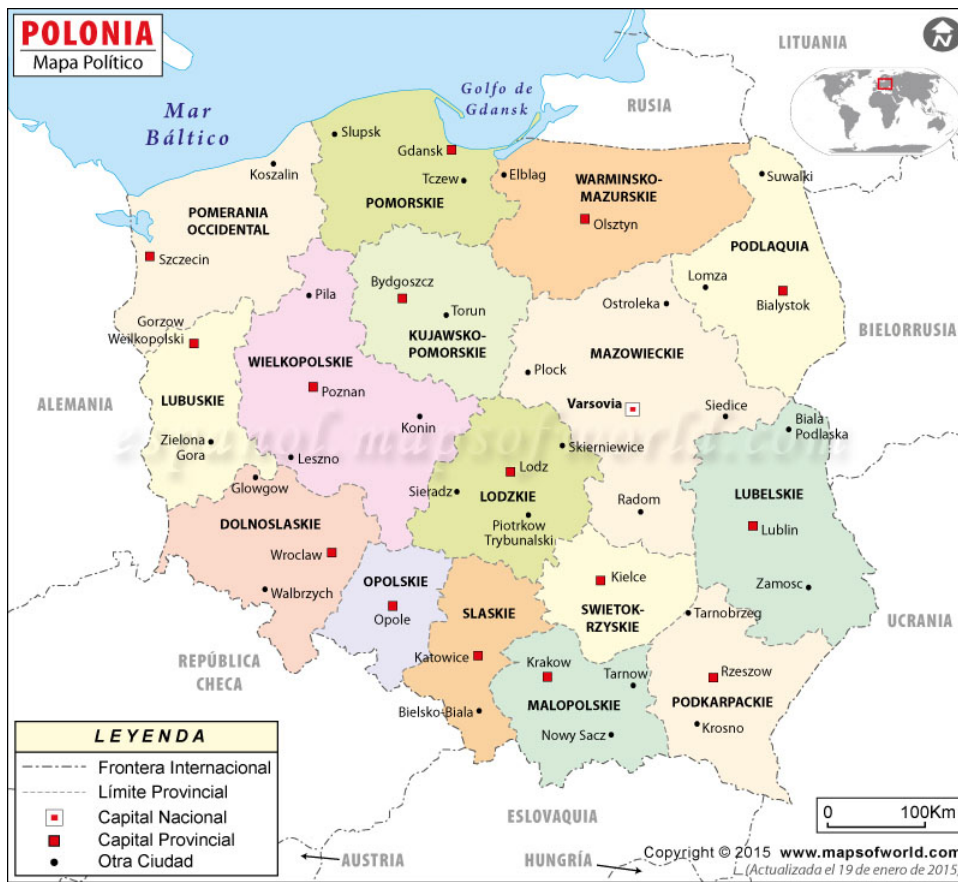 POLONIA
Mapa Político
LITUANIA
N
Mar
Báltico
Golfo de
Gdansk
RUSIA
Slupsk
Gdansk
Koszalin
Tczew
Elblag
Suwalki
POMORSKIE
WARMINSKO-
MAZURSKIE
POMERANIA
OCCIDENTAL
Olsztyn
PODLAQUIA
Szczecin
Bydgoszcz
Lomza
Pila
Ostroleka
Bialystok
Torun
Gorzow
Weilkopolski
BIELORRUSIA
KUJAWSKO-
POMORSKIE
MAZOWIECKIE
WIELKOPOLSKIE
Plock
Poznan
LUBUSKIE
ALEMANIA
Varsovia
Siedice
Konin
Biala
Podlaska
Zielona
Gora
espanol.mapsofworld.com
Skierniewice
Leszno
Lodz
Glowgow
Sieradz
LODZKIE
LUBELSKIE
Radom
DOLNOSLASKIE
Piotrkow
Trybunalski
Lublin
Wroclaw
OPOLSKIE
Kielce
Walbrzych
Zamosc
SLASKIE
SWIETOK-
RZYSKIE
Opole
Tarnobrzeg
UCRANIA
REPÚBLICA
CHECA
Katowice
Krakow
Tarnow
Rzeszow
MALOPOLSKIE
PODKARPACKIE
Bielsko-Biala
Krosno
Nowy Sacz
LEYENDA
Frontera Internacional
Límite Provincial
Capital Nacional
Capital Provincial
Otra Ciudad
ESLOVAQUIA
0 100Km
AUSTRIA
HUNGRÍA
Copyright © 2015 www.mapsofworld.com
(Actualizada el 19 de enero de 2015)